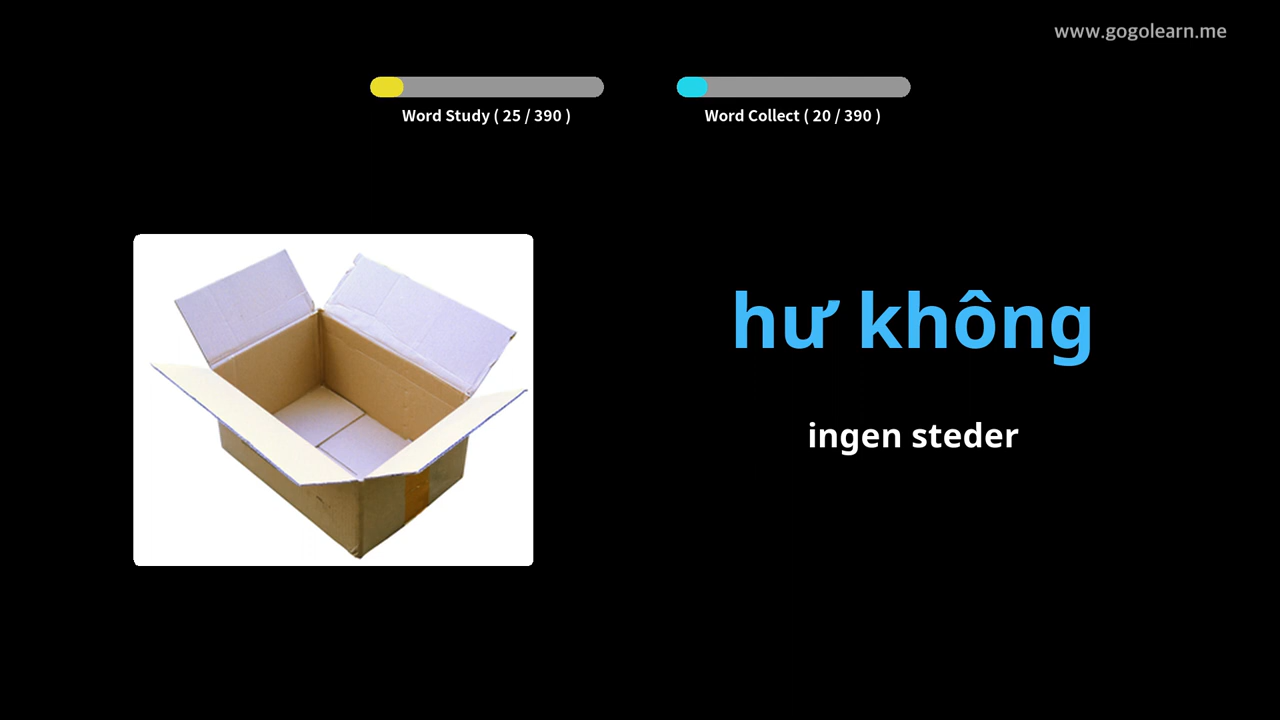 www.gogolearn.me
Word Study ( 25 / 390 )
Word Collect ( 20 / 390 )
hư không
ingen steder